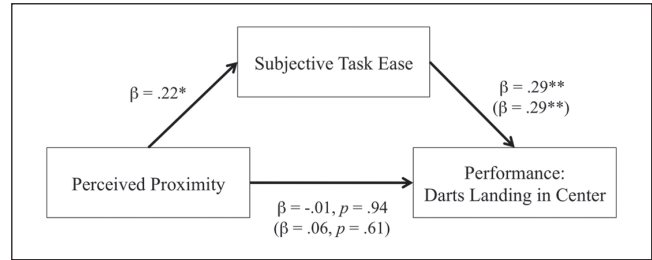 Subjective Task Ease
β = .22*
β = .29**
(β = .29**)
Perceived Proximity
Performance:
Darts Landing in Center
β = -.01, p = .94
(β = .06, p = .61)